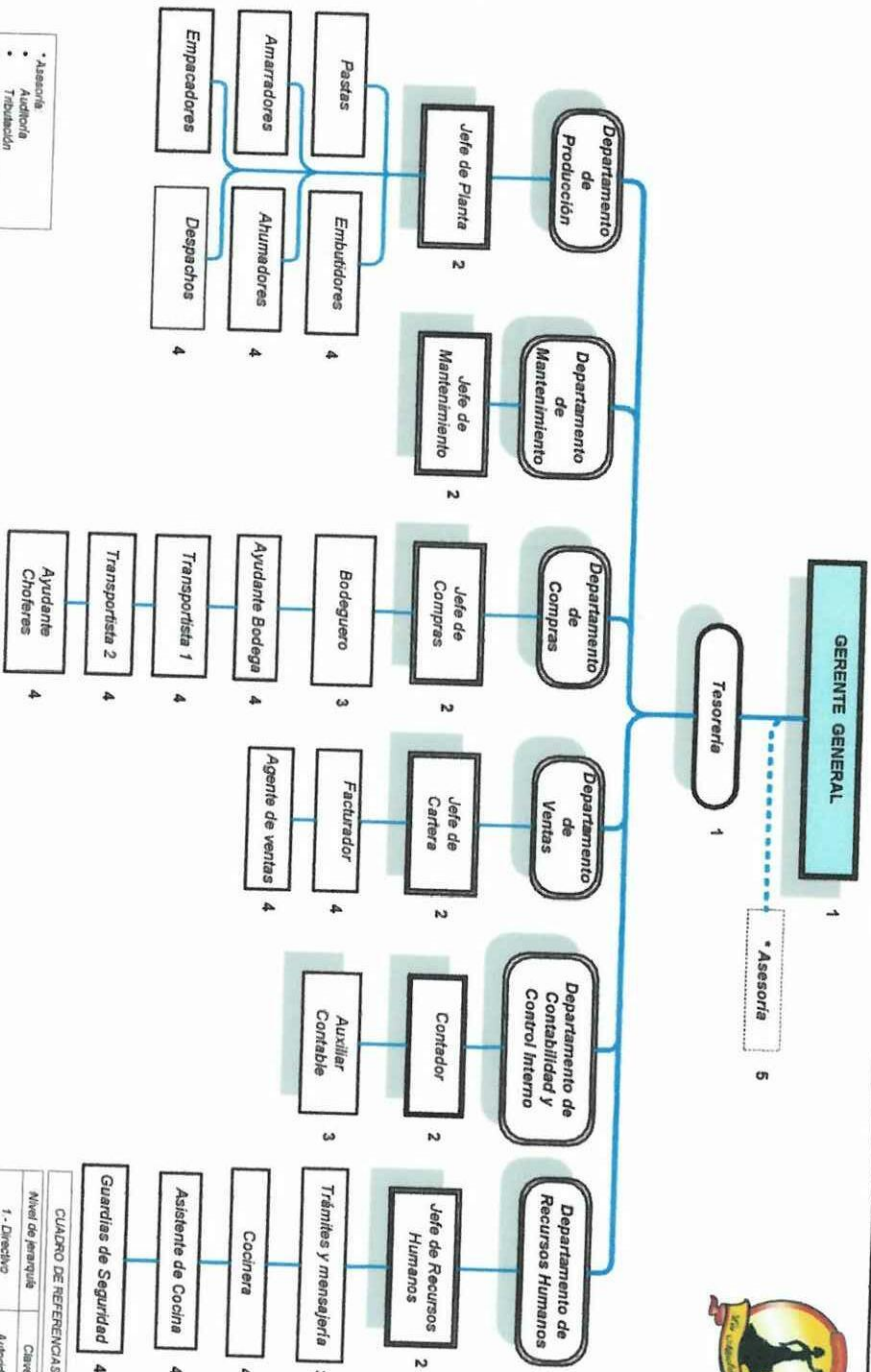 GERENTE GENERAL
1
* Asesoría
5
Tesorería
1
Departamento
de
Producción
Departamento
de
Mantenimiento
Departamento
de
Compras
Departamento
de
Ventas
Departamento de
Contabilidad y
Control Interno
Departamento de
Recursos Humanos
Jefe de Planta
2
Jefe de
Mantenimiento
2
Jefe de
Compras
2
Jefe de
Cartera
2
Contador
2
Jefe de Recursos
Humanos
2
Pastas
Embutidores
4
Amarradores
Ahumadores
4
Empacadores
Despachos
4
Bodeguero
3
Ayudante Bodega
4
Transportista 1
4
Transportista 2
4
Ayudante
Choferes
4
Facturador
4
Agente de ventas
4
Auxiliar
Contable
3
Trámites y mensajería
Cocinera
Asistente de Cocina
Guardias de Seguridad
* Asesoría:
• Auditoría
• Tributación
CUADRO DE REFERENCIAS
Nivel de jerarquía
1.- Directivo